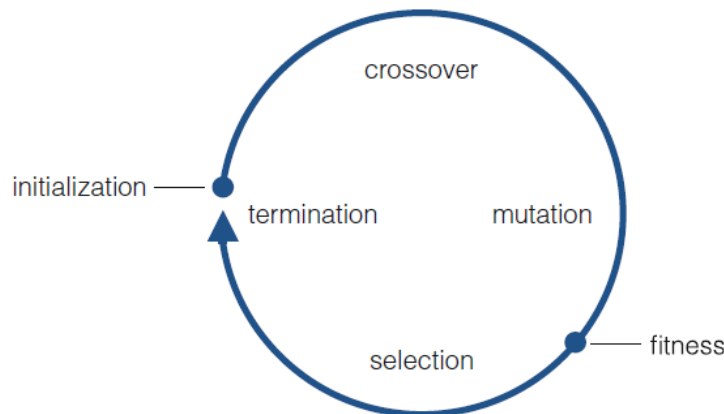 crossover
initialization
termination
mutation
fitness
selection